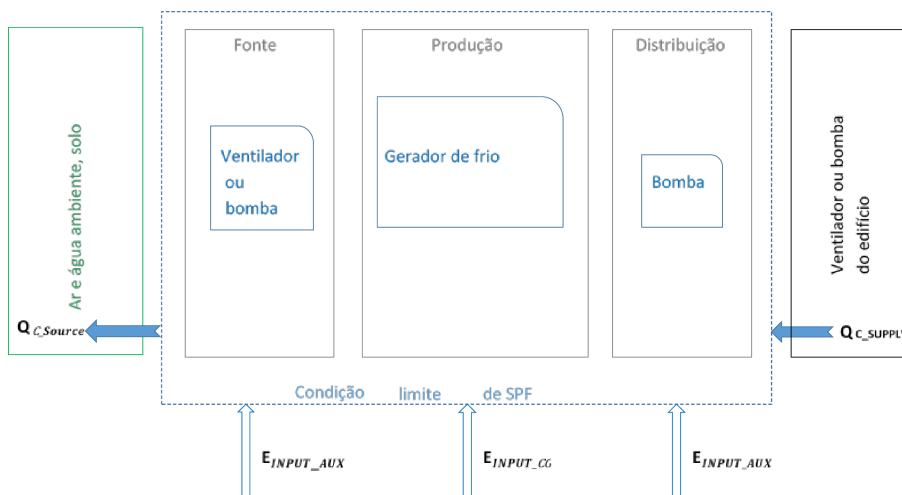 Fonte
Produção
Distribuição
Ar e água ambiente, solo
Ventilador
ou
bomba
Gerador de frio
Bomba
Ventilador ou bomba
do edifício
Q C_Source
Q C_SUPPLY
Condição limite de SPF
E INPUT_AUX
E INPUT_CG
E INPUT_AUX